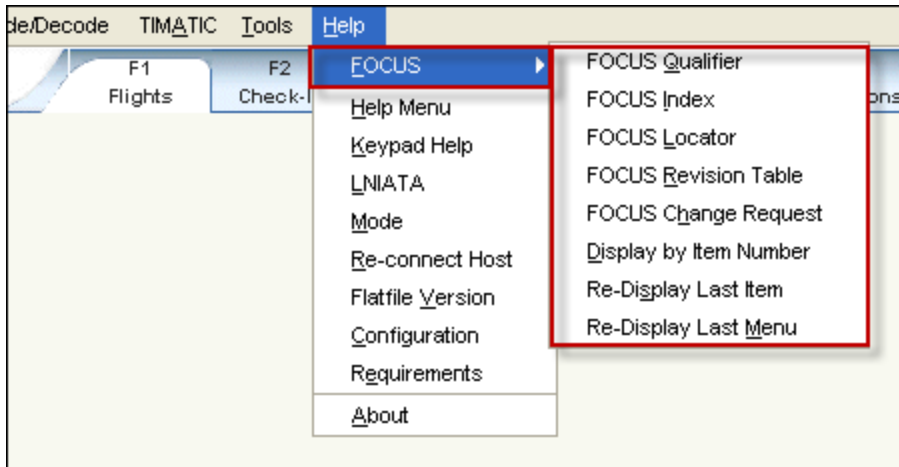 de/Decode TIMATIC Tools Help
F1 F2
Flights Check-I ons
FOCUS
Help Menu
Keypad Help
LNIATA
Mode
Re-connect Host
Flatfile Version
Configuration
Requirements
About
FOCUS Qualifier
FOCUS Index
FOCUS Locator
FOCUS Revision Table
FOCUS Change Request
Display by Item Number
Re-Display Last Item
Re-Display Last Menu